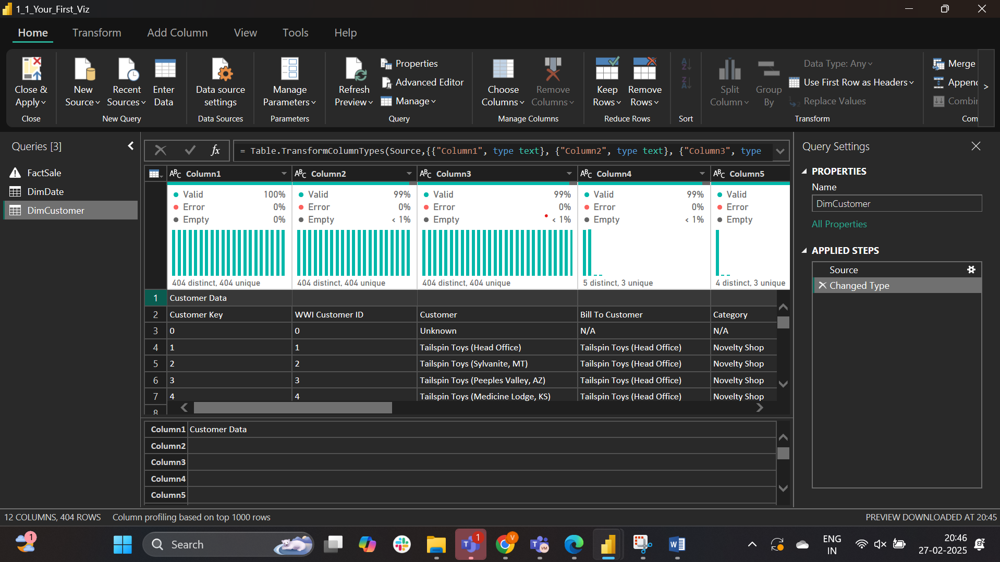 1_1_Your_First_Viz
Home Transform Add Column View Tools Help
Close & Apply
New Source
Recent Sources
Enter Data
Data source settings
Manage Parameters
Refresh Preview
Properties
Advanced Editor
Manage
Choose Columns
Remove Columns
Keep Rows
Remove Rows
A Z
Z A
Split Column
Group By
Data Type: Any
Use First Row as Headers
1 2 Replace Values
Merge
Appenc
Combi
>
Close New Query Data Sources Parameters Query Manage Columns Reduce Rows Sort Transform Com
Queries [3]
FactSale
DimDate
DimCustomer
fx
= Table.TransformColumnTypes(Source,{{"Column1", type text}, {"Column2", type text}, {"Column3", type
ABC Column1 ABC Column2 ABC Column3 ABC Column4 ABC Column5
Valid 100% Valid 99% Valid 99% Valid 99% Valid
Error 0% Error 0% Error 0% Error 0% Error
Empty 0% Empty < 1% Empty < 1% Empty < 1% Empty
404 distinct, 404 unique 404 distinct, 404 unique 404 distinct, 404 unique 5 distinct, 3 unique 4 distinct, 3 unique
1 Customer Data
2 Customer Key WWI Customer ID Customer Bill To Customer Category
3 0 0 Unknown N/A N/A
4 1 1 Tailspin Toys (Head Office) Tailspin Toys (Head Office) Novelty Shop
5 2 2 Tailspin Toys (Sylvanite, MT) Tailspin Toys (Head Office) Novelty Shop
6 3 3 Tailspin Toys (Peeples Valley, AZ) Tailspin Toys (Head Office) Novelty Shop
7 4 4 Tailspin Toys (Medicine Lodge, KS) Tailspin Toys (Head Office) Novelty Shop
8
Column1 Customer Data
Column2
Column3
Column4
Column5
Query Settings
PROPERTIES
Name
DimCustomer
All Properties
APPLIED STEPS
Source
Changed Type
12 COLUMNS, 404 ROWS Column profiling based on top 1000 rows PREVIEW DOWNLOADED AT 20:45
1
Search
1
V
VM
ENG
IN
20:46
27-02-2025